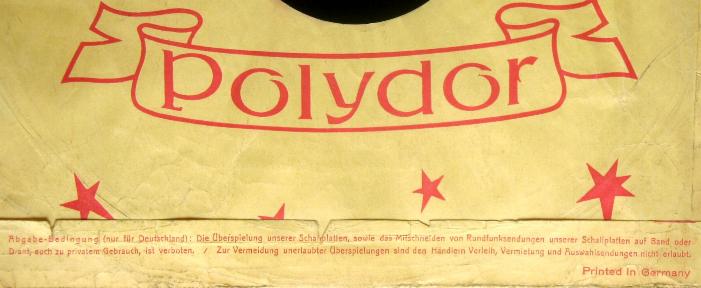 Polydor
Abgabe-Bedingung (nur für Deutschland): Die Überspielung unserer Schallplatten, sowie das Mitschneiden von Rundfunksendungen unserer Schallplatten auf Band oder
Draht, auch zu privatem Gebrauch, ist verboten. / Zur Vermeidung unerlaubter Überspielungen sind den Händlern Verleih, Vermietung und Auswahlsendungen nicht erlaubt.
Printed in Germany